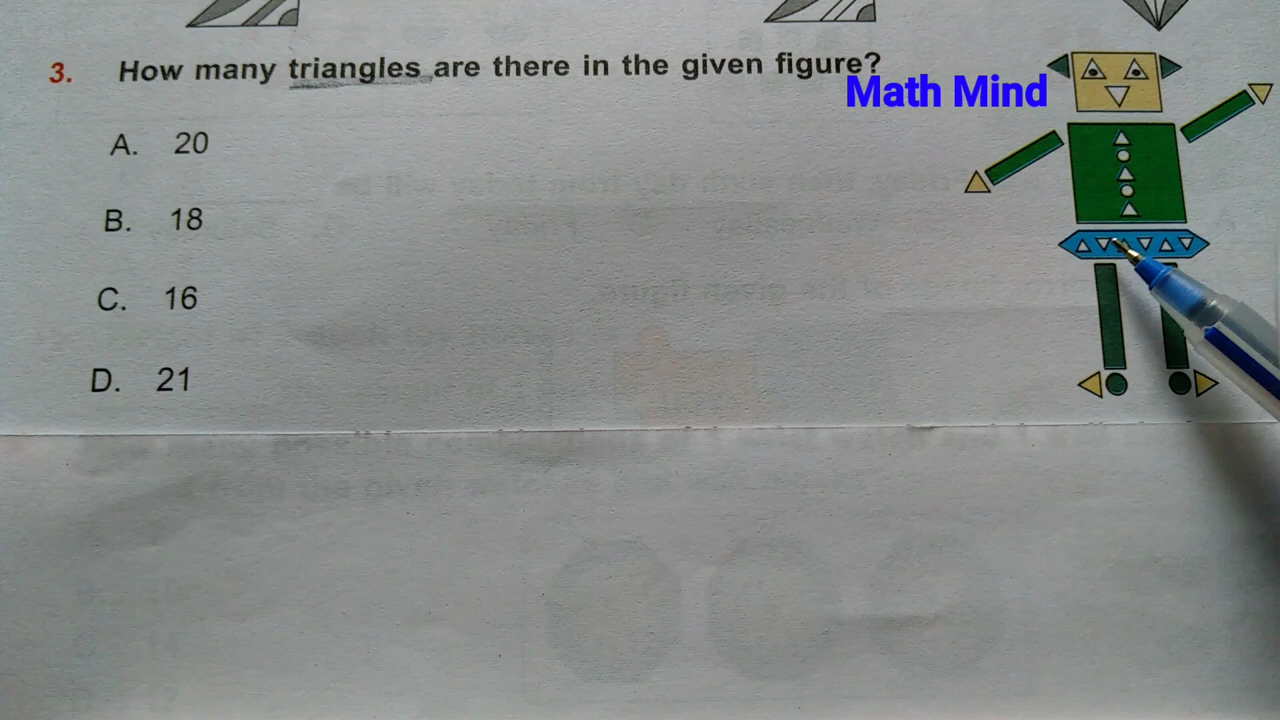 3. How many triangles are there in the given figure?
Math Mind
A. 20
B. 18
C. 16
D. 21